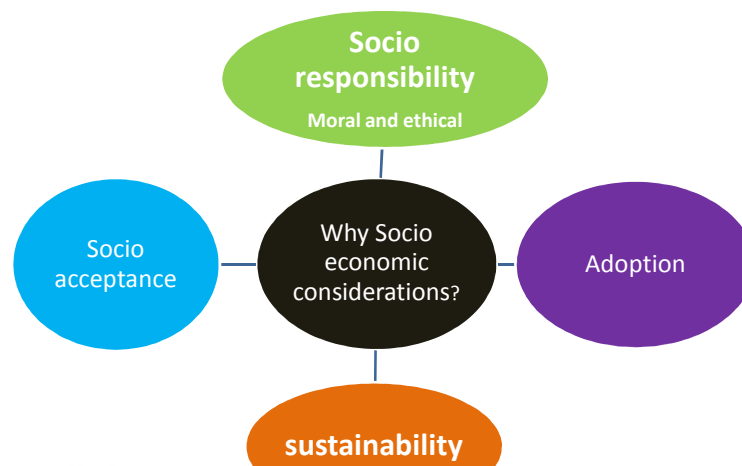 Socio
responsibility
Moral and ethical
Socio
acceptance
Why Socio
economic
considerations?
Adoption
sustainability